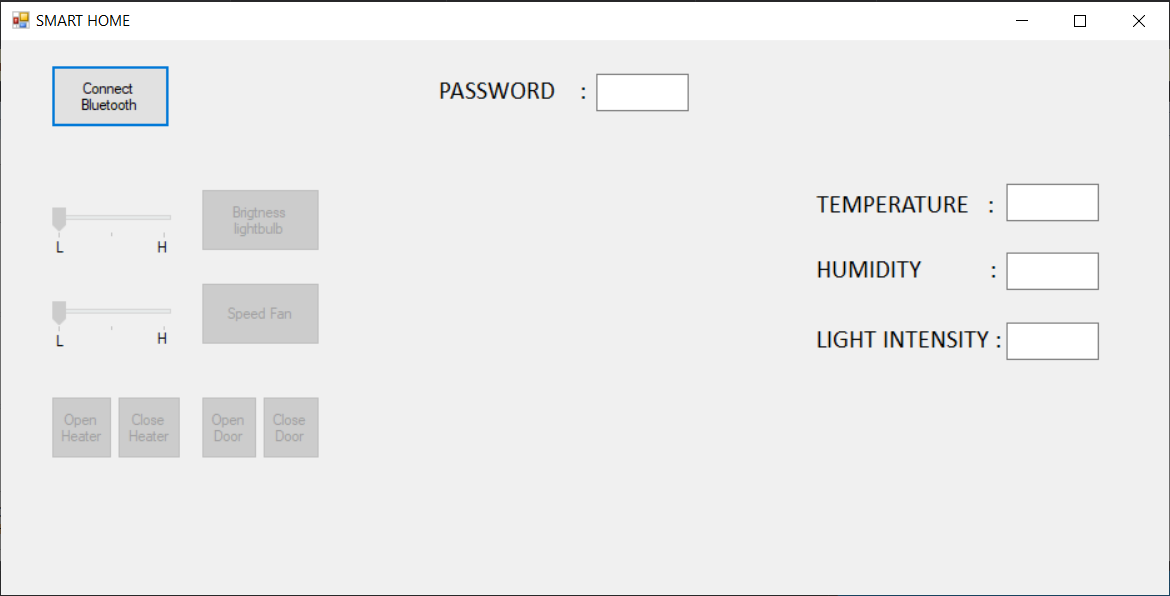 SMART HOME
Connect
Bluetooth
PASSWORD :
Brigtness
lightbulb
L H
TEMPERATURE :
HUMIDITY :
Speed Fan
L H
LIGHT INTENSITY :
Open
Heater
Close
Heater
Open
Door
Close
Door